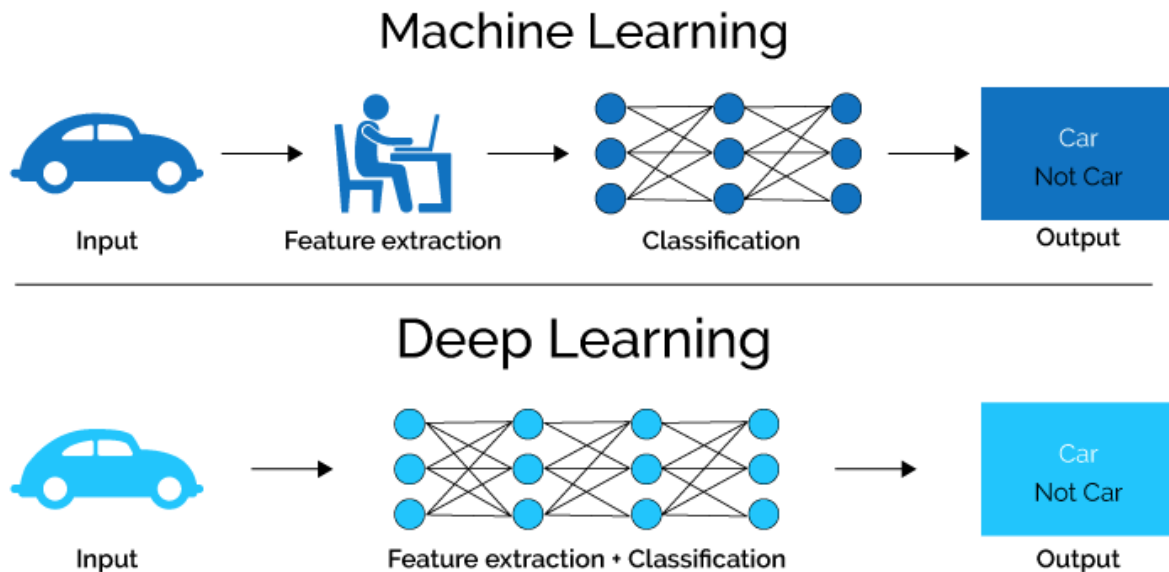 Machine Learning
Car
Not Car
Input
Feature extraction
Classification
Output
Deep Learning
Car
Not Car
Input
Feature extraction + Classification
Output